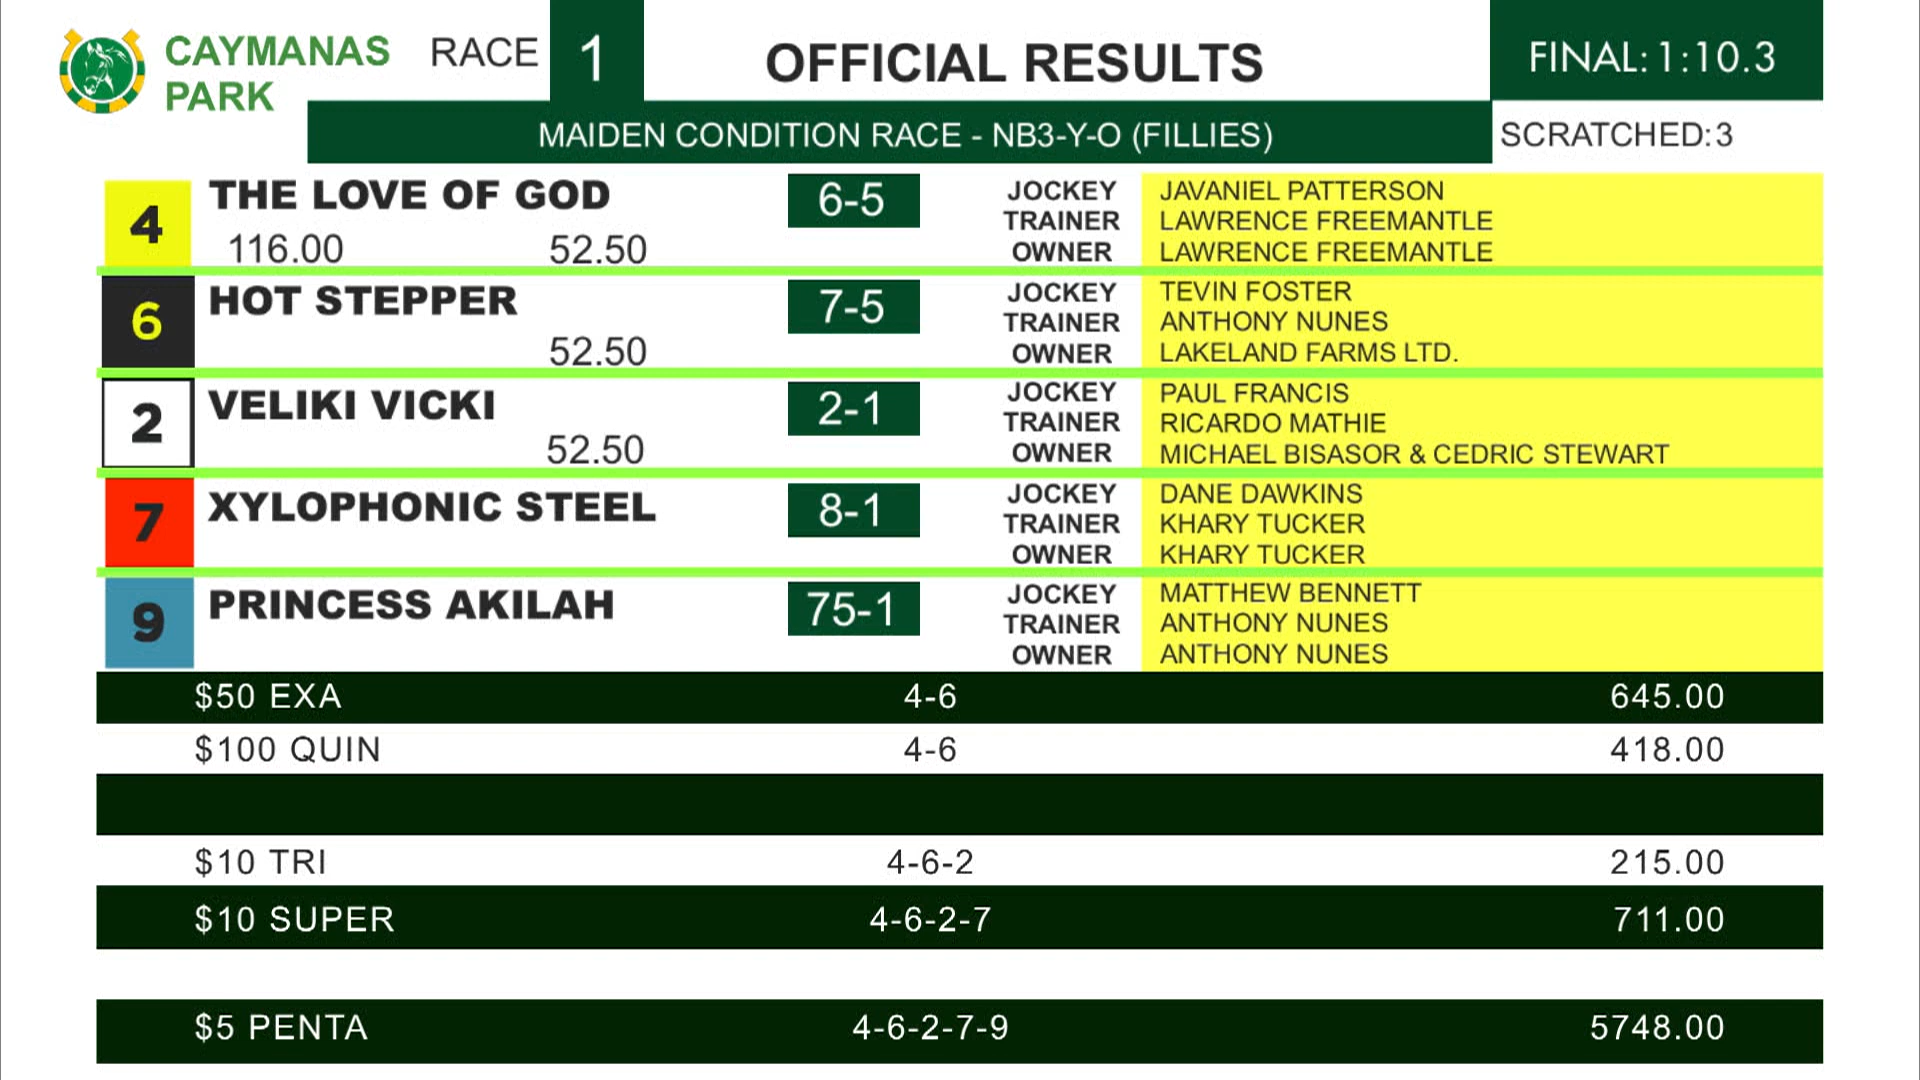 CAYMANAS PARK
RACE 1
OFFICIAL RESULTS
FINAL: 1:10.3
MAIDEN CONDITION RACE - NB3-Y-O (FILLIES)
SCRATCHED:3
4 THE LOVE OF GOD 6-5
116.00 52.50
JOCKEY JAVANIEL PATTERSON
TRAINER LAWRENCE FREEMANTLE
OWNER LAWRENCE FREEMANTLE
6 HOT STEPPER 7-5
52.50
JOCKEY TEVIN FOSTER
TRAINER ANTHONY NUNES
OWNER LAKELAND FARMS LTD.
2 VELIKI VICKI 2-1
52.50
JOCKEY PAUL FRANCIS
TRAINER RICARDO MATHIE
OWNER MICHAEL BISASOR & CEDRIC STEWART
7 XYLOPHONIC STEEL 8-1
JOCKEY DANE DAWKINS
TRAINER KHARY TUCKER
OWNER KHARY TUCKER
9 PRINCESS AKILAH 75-1
JOCKEY MATTHEW BENNETT
TRAINER ANTHONY NUNES
OWNER ANTHONY NUNES
$50 EXA 4-6 645.00
$100 QUIN 4-6 418.00
$10 TRI 4-6-2 215.00
$10 SUPER 4-6-2-7 711.00
$5 PENTA 4-6-2-7-9 5748.00